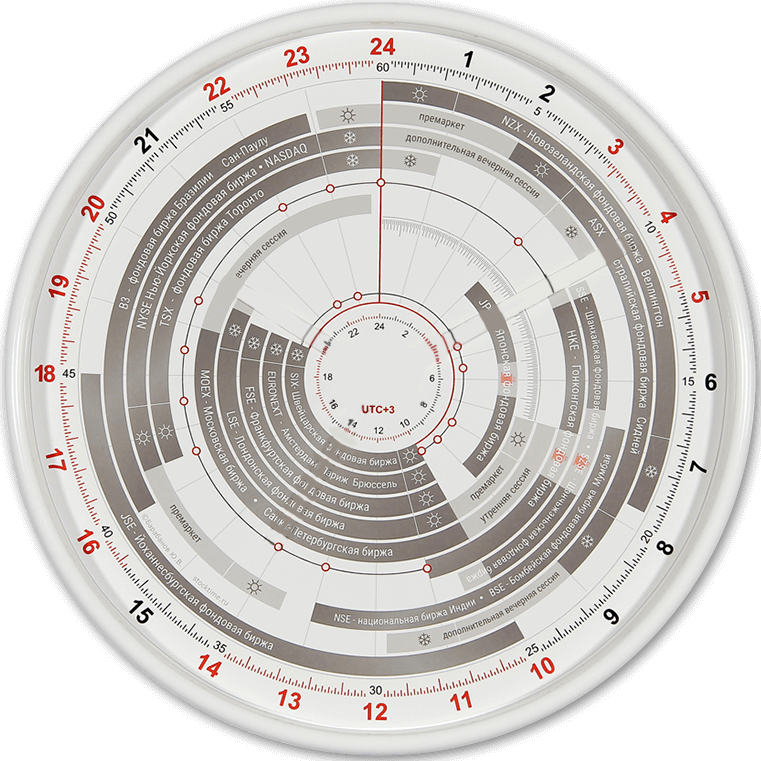 24
1
2
3
4
5
6
7
8
9
10
11
12
13
14
15
16
17
18
19
20
21
22
23
60
5
10
15
20
25
30
35
40
45
50
55
NZX - Новозеландская фондовая биржа Веллингтон
премаркет
дополнительная вечерняя сессия
ASX
стралийская фондовая биржа Сидней
B3 - фондовая биржа Бразилии Сан-Паулу
NYSE Нью-Йоркская фондовая биржа • NASDAQ
TSX - фондовая биржа Торонто
ечерняя сессия
JP
Японская фондовая биржа
SSE - Шанхайская фондовая биржа • SZS
HKE - Гонконгская фондовая биржа
фондовая биржа
премаркет
утренняя сессия
BSE - Бомбейская фондовая биржа Мумбай
NSE - национальная биржа Индии •
дополнительная вечерняя сессия
SIX- Швейцарская
довая биржа
EURONEXT - Амстердам
Париж Брюссель
FSE - Франкфуртская
довая биржа
LSE - Лондонская фондовая биржа
MOEX - Московская биржа • Санкт-Петербургская биржа
премаркет
©Барабанов Ю.В.
stocktime.ru
JSE - Йоханнесбургская фондовая биржа
24
2
4
6
8
10
12
14
16
18
22
UTC+3